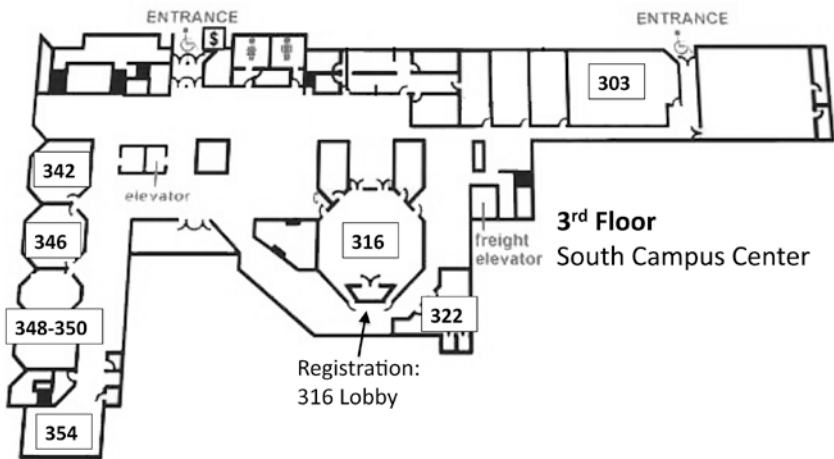 ENTRANCE
$
ENTRANCE
303
342
elevator
346
316
freight
elevator
3rd Floor
South Campus Center
348-350
322
Registration:
316 Lobby
354